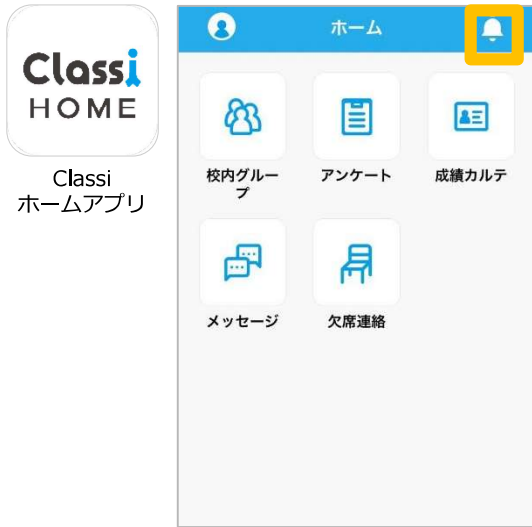 Classi
HOME
Classi
ホームアプリ
ホーム
校内グルー
プ
アンケート
成績カルテ
メッセージ
欠席連絡